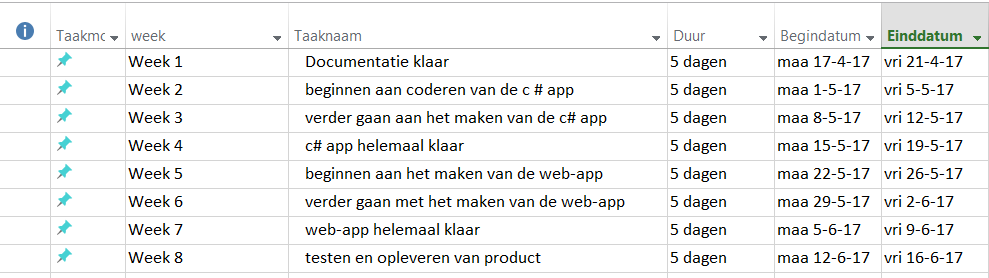 Taakmo week Taaknaam Duur Begindatum Einddatum
Week 1 Documentatie klaar 5 dagen maa 17-4-17 vri 21-4-17
Week 2 beginnen aan coderen van de c # app 5 dagen maa 1-5-17 vri 5-5-17
Week 3 verder gaan aan het maken van de c# app 5 dagen maa 8-5-17 vri 12-5-17
Week 4 c# app helemaal klaar 5 dagen maa 15-5-17 vri 19-5-17
Week 5 beginnen aan het maken van de web-app 5 dagen maa 22-5-17 vri 26-5-17
Week 6 verder gaan met het maken van de web-app 5 dagen maa 29-5-17 vri 2-6-17
Week 7 web-app helemaal klaar 5 dagen maa 5-6-17 vri 9-6-17
Week 8 testen en opleveren van product 5 dagen maa 12-6-17 vri 16-6-17